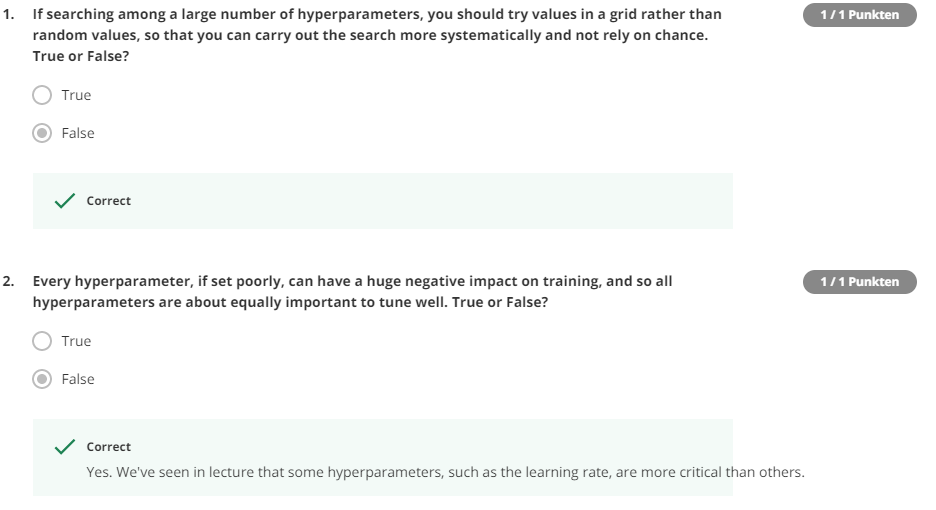 1. If searching among a large number of hyperparameters, you should try values in a grid rather than
1 / 1 Punkten
random values, so that you can carry out the search more systematically and not rely on chance.
True or False?
True
False
Correct
2. Every hyperparameter, if set poorly, can have a huge negative impact on training, and so all
1 / 1 Punkten
hyperparameters are about equally important to tune well. True or False?
True
False
Correct
Yes. We've seen in lecture that some hyperparameters, such as the learning rate, are more critical than others.